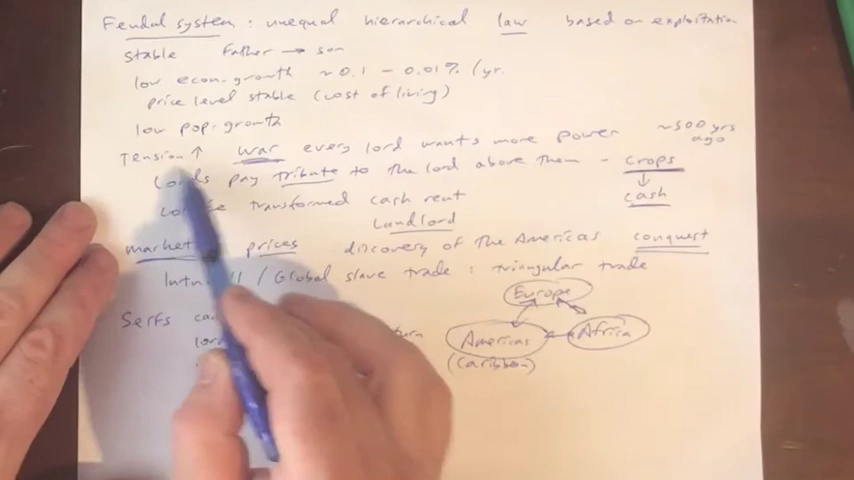 Feudal system : unequal hierarchical law based on exploitation
stable Father → son
low econ. growth ~0.1 - 0.01% /yr.
price level stable (cost of living)
low pop. growth
Tension ↑ war every lord wants more power ~500 yrs ago
Lords pay tribute to the lord above them - crops
↓
transformed cash rent cash
Landlord
market prices discovery of the Americas conquest
/ Global slave trade : triangular trade
Europe
Serfs
Americas Africa
(Caribbean)